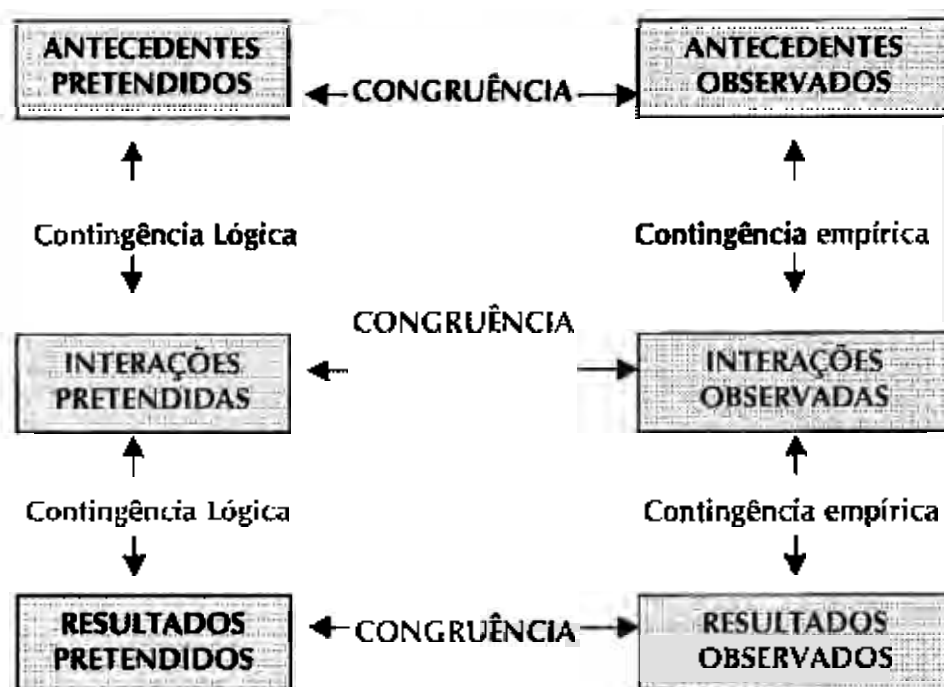 ANTECEDENTES
PRETENDIDOS
CONGRUÊNCIA
ANTECEDENTES
OBSERVADOS
Contingência Lógica
Contingência empírica
INTERAÇÕES
PRETENDIDAS
CONGRUÊNCIA
INTERAÇÕES
OBSERVADAS
Contingência Lógica
Contingência empírica
RESULTADOS
PRETENDIDOS
CONGRUÊNCIA
RESULTADOS
OBSERVADOS